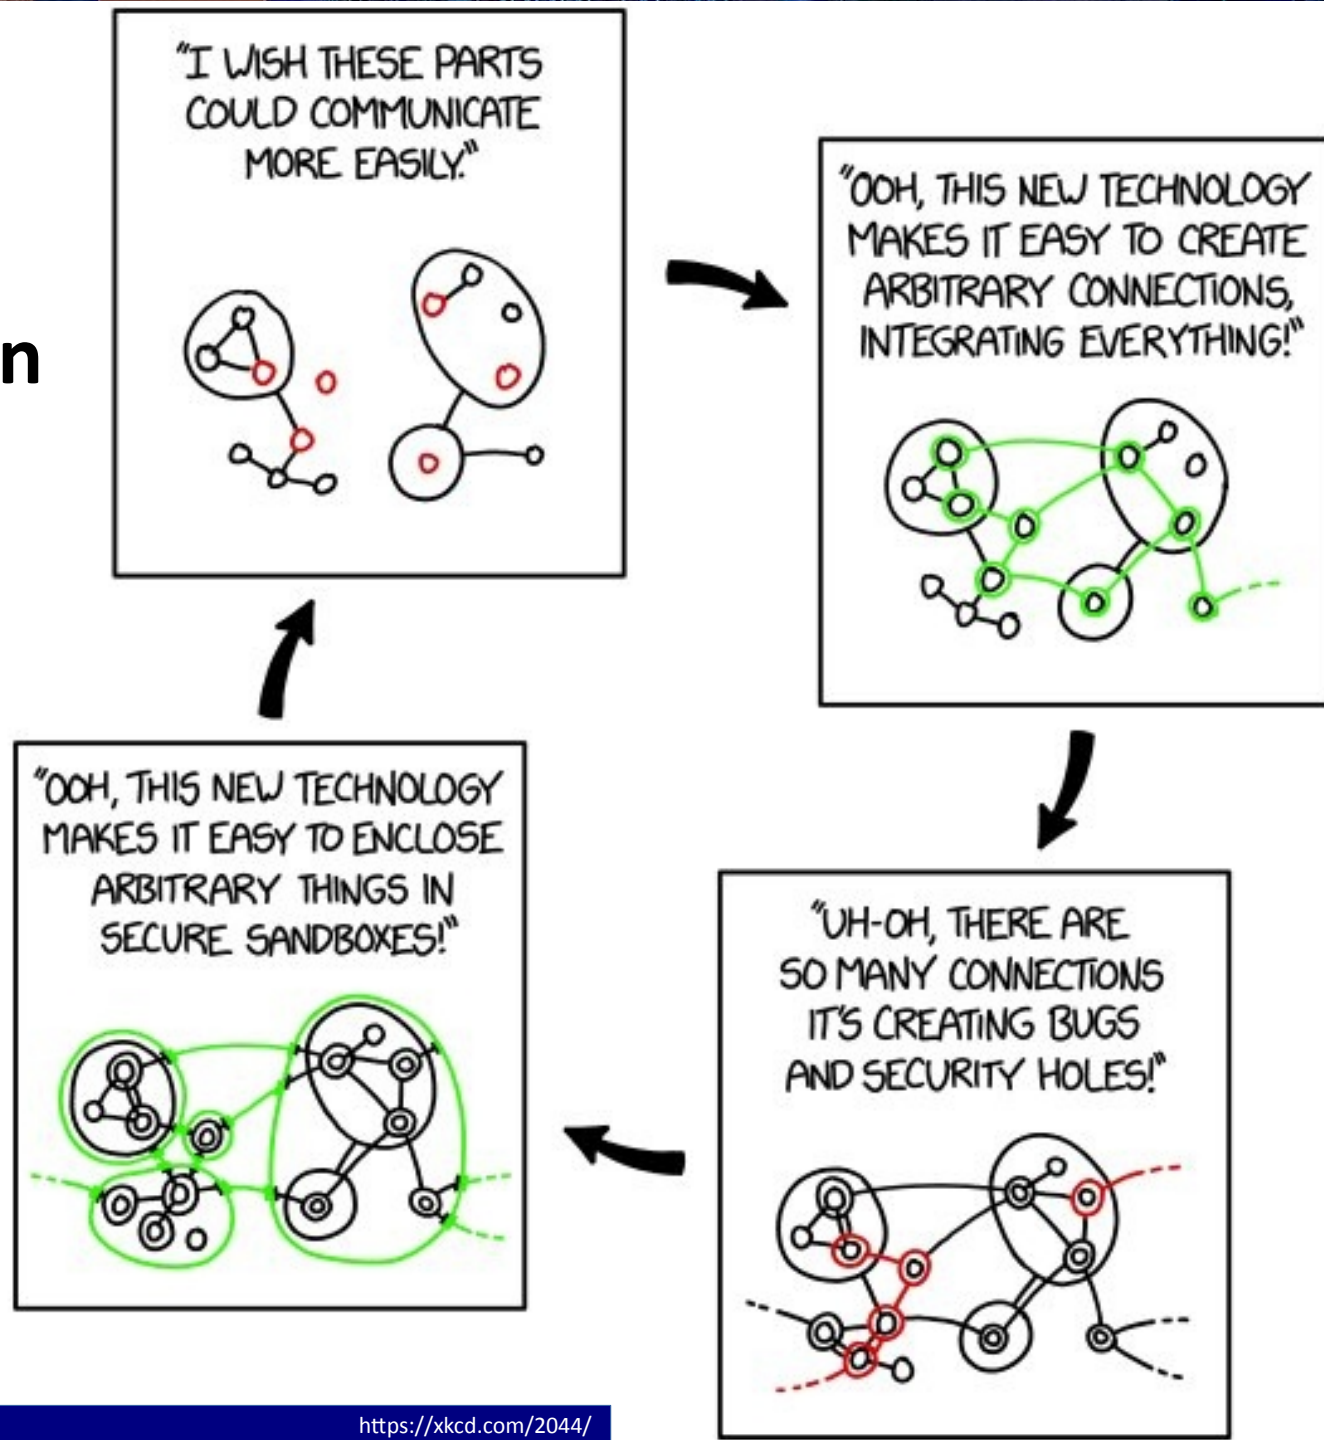 "I WISH THESE PARTS
COULD COMMUNICATE
MORE EASILY."
"OOH, THIS NEW TECHNOLOGY
MAKES IT EASY TO CREATE
ARBITRARY CONNECTIONS,
INTEGRATING EVERYTHING!"
n
"UH-OH, THERE ARE
SO MANY CONNECTIONS
IT'S CREATING BUGS
AND SECURITY HOLES!"
"OOH, THIS NEW TECHNOLOGY
MAKES IT EASY TO ENCLOSE
ARBITRARY THINGS IN
SECURE SANDBOXES!"
https://xkcd.com/2044/